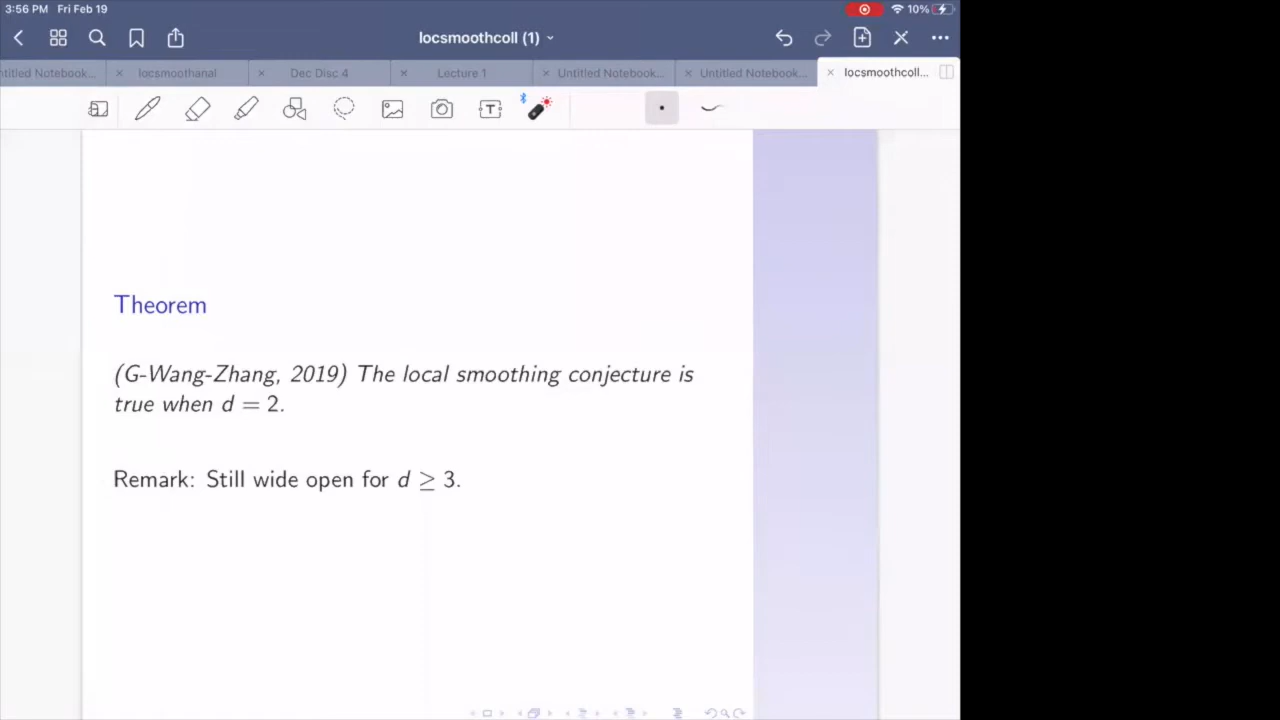 3:56 PM Fri Feb 19
10%
locsmoothcoll (1)
ntitled Notebook...
locsmoothanal
Dec Disc 4
Lecture 1
Untitled Notebook...
Untitled Notebook...
locsmoothcoll...
T
Theorem
(G-Wang-Zhang, 2019) The local smoothing conjecture is
true when d = 2.
Remark: Still wide open for d ≥ 3.